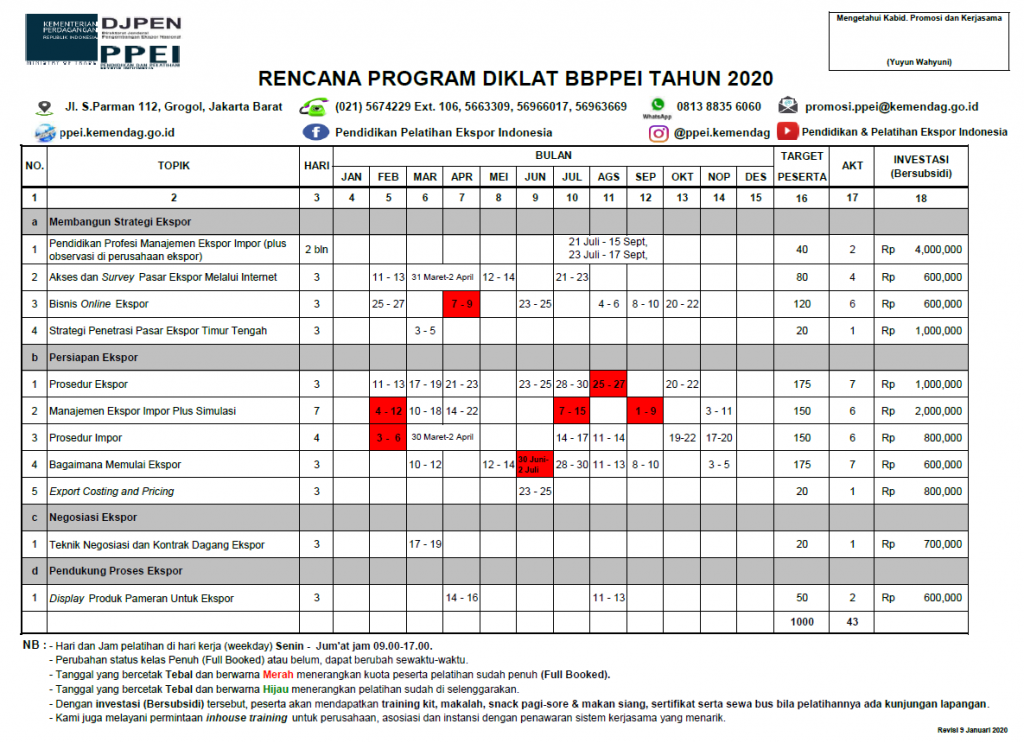 KEMENTERIAN PERDAGANGAN REPUBLIK INDONESIA
DJPEN
Direktorat Jenderal Pengembangan Ekspor Nasional
PPEI
Mengetahui Kabid. Promosi dan Kerjasama
(Yuyun Wahyuni)
RENCANA PROGRAM DIKLAT BBPPEI TAHUN 2020
Jl. S.Parman 112, Grogol, Jakarta Barat (021) 5674229 Ext. 106, 5663309, 56966017, 56963669 WhatsApp 0813 8835 6060 promosi.ppei@kemendag.go.id
ppei.kemendag.go.id Pendidikan Pelatihan Ekspor Indonesia @ppei.kemendag Pendidikan & Pelatihan Ekspor Indonesia
NO. TOPIK HARI BULAN TARGET PESERTA AKT INVESTASI (Bersubsidi)
JAN FEB MAR APR MEI JUN JUL AGS SEP OKT NOP DES
1 2 3 4 5 6 7 8 9 10 11 12 13 14 15 16 17 18
a Membangun Strategi Ekspor
1 Pendidikan Profesi Manajemen Ekspor Impor (plus observasi di perusahaan ekspor) 2 bln 21 Juli - 15 Sept, 23 Juli - 17 Sept, 40 2 Rp 4,000,000
2 Akses dan Survey Pasar Ekspor Melalui Internet 3 11 - 13 31 Maret-2 April 12 - 14 21 - 23 80 4 Rp 600,000
3 Bisnis Online Ekspor 3 25 - 27 7 - 9 23 - 25 4 - 6 8 - 10 20 - 22 120 6 Rp 600,000
4 Strategi Penetrasi Pasar Ekspor Timur Tengah 3 3 - 5 20 1 Rp 1,000,000
b Persiapan Ekspor
1 Prosedur Ekspor 3 11 - 13 17 - 19 21 - 23 23 - 25 28 - 30 25 - 27 20 - 22 175 7 Rp 1,000,000
2 Manajemen Ekspor Impor Plus Simulasi 7 4 - 12 10 - 18 14 - 22 7 - 15 1 - 9 3 - 11 150 6 Rp 2,000,000
3 Prosedur Impor 4 3 - 6 30 Maret-2 April 14 - 17 11 - 14 19-22 17-20 150 6 Rp 800,000
4 Bagaimana Memulai Ekspor 3 10 - 12 12 - 14 30 Juni-2 Juli 28 - 30 11 - 13 8 - 10 3 - 5 175 7 Rp 600,000
5 Export Costing and Pricing 3 23 - 25 20 1 Rp 800,000
c Negosiasi Ekspor
1 Teknik Negosiasi dan Kontrak Dagang Ekspor 3 17 - 19 20 1 Rp 700,000
d Pendukung Proses Ekspor
1 Display Produk Pameran Untuk Ekspor 3 14 - 16 11 - 13 50 2 Rp 600,000
1000 43
NB : - Hari dan Jam pelatihan di hari kerja (weekday) Senin - Jum'at jam 09.00-17.00.
- Perubahan status kelas Penuh (Full Booked) atau belum, dapat berubah sewaktu-waktu.
- Tanggal yang bercetak Tebal dan berwarna Merah menerangkan kuota peserta pelatihan sudah penuh (Full Booked).
- Tanggal yang bercetak Tebal dan berwarna Hijau menerangkan pelatihan sudah di selenggarakan.
- Dengan investasi (Bersubsidi) tersebut, peserta akan mendapatkan training kit, makalah, snack pagi-sore & makan siang, sertifikat serta sewa bus bila pelatihannya ada kunjungan lapangan.
- Kami juga melayani permintaan inhouse training untuk perusahaan, asosiasi dan instansi dengan penawaran sistem kerjasama yang menarik.
Revisi 9 Januari 2020